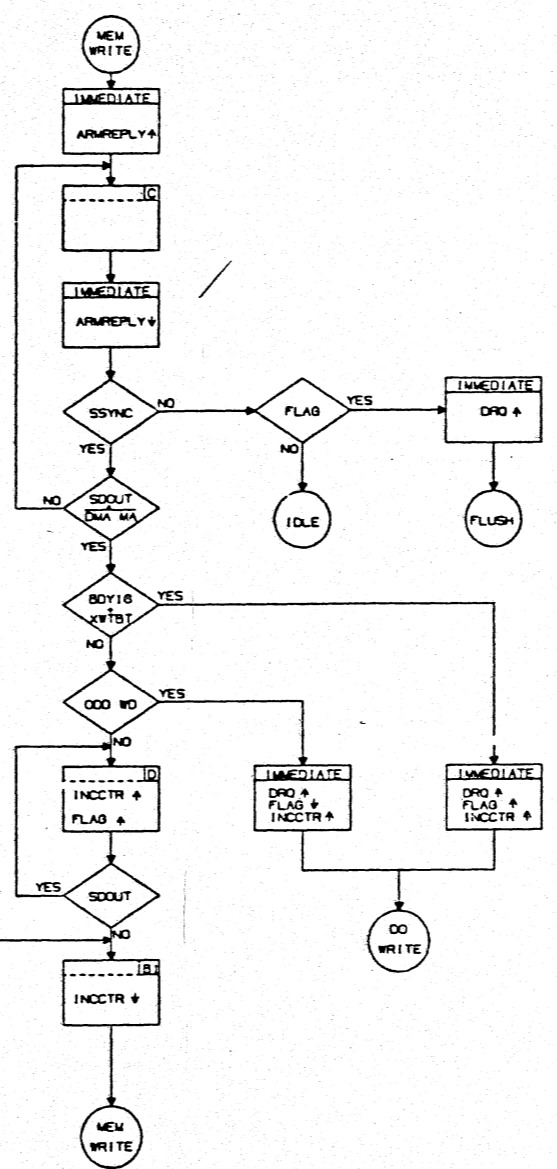 MEM
WRITE
IMMEDIATE
ARMREPLY↑
C
IMMEDIATE
ARMREPLY↓
SSYNC
NO
YES
FLAG
YES
NO
IMMEDIATE
DRQ ↑
IDLE
FLUSH
SDOUT
DMA MA
NO
YES
BDY16
+
XWTBT
YES
NO
ODD WD
YES
NO
D
INCCTR ↑
FLAG ↑
IMMEDIATE
DRQ ↑
FLAG ↓
INCCTR ↑
IMMEDIATE
DRQ ↑
FLAG ↑
INCCTR ↑
SDOUT
YES
NO
DO
WRITE
B1
INCCTR ↓
MEM
WRITE